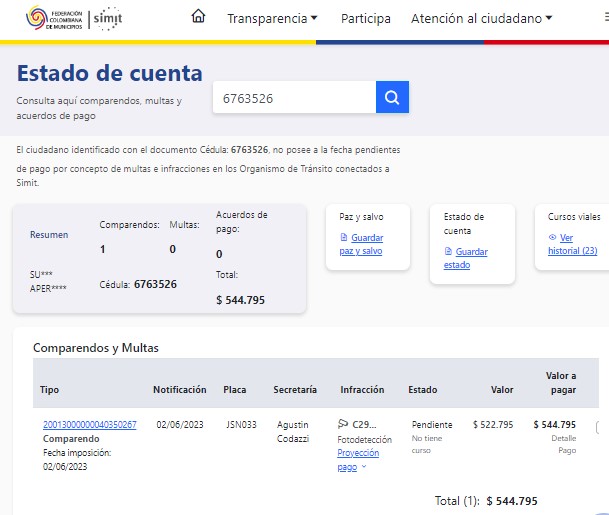 FEDERACIÓN
COLOMBIANA
DE MUNICIPIOS
simit
Transparencia
Participa
Atención al ciudadano
Estado de cuenta
Consulta aquí comparendos, multas y
acuerdos de pago
6763526
El ciudadano identificado con el documento Cédula: 6763526, no posee a la fecha pendientes
de pago por concepto de multas e infracciones en los Organismo de Tránsito conectados a
Simit.
Resumen
SU***
APER****
Comparendos:
1
Multas:
0
Acuerdos de
pago:
0
Cédula: 6763526
Total:
$ 544.795
Paz y salvo
Guardar
paz y salvo
Estado de
cuenta
Guardar
estado
Cursos viales
Ver
historial (23)
Comparendos y Multas
Tipo Notificación Placa Secretaría Infracción Estado Valor Valor a
pagar
20013000000040350267 02/06/2023 JSN033 Agustin
Codazzi C29... Pendiente $ 522.795 $ 544.795
Comparendo
Fecha imposición:
02/06/2023
Fotodetección
Proyección
pago
No tiene
curso
Detalle
Pago
Total (1): $ 544.795